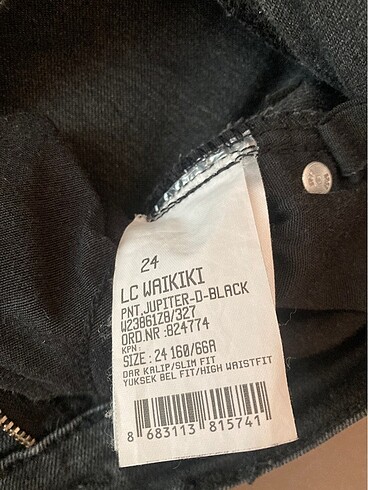 24
LC WAIKIKI
PNT,JUPITER-D-BLACK
W23861Z8/327
ORD.NR :824774
KPN:
SIZE : 24 160/66A
DAR KALIP/SLIM FIT
YUKSEK BEL FIT/HIGH WAISTFIT
8 683113 815741